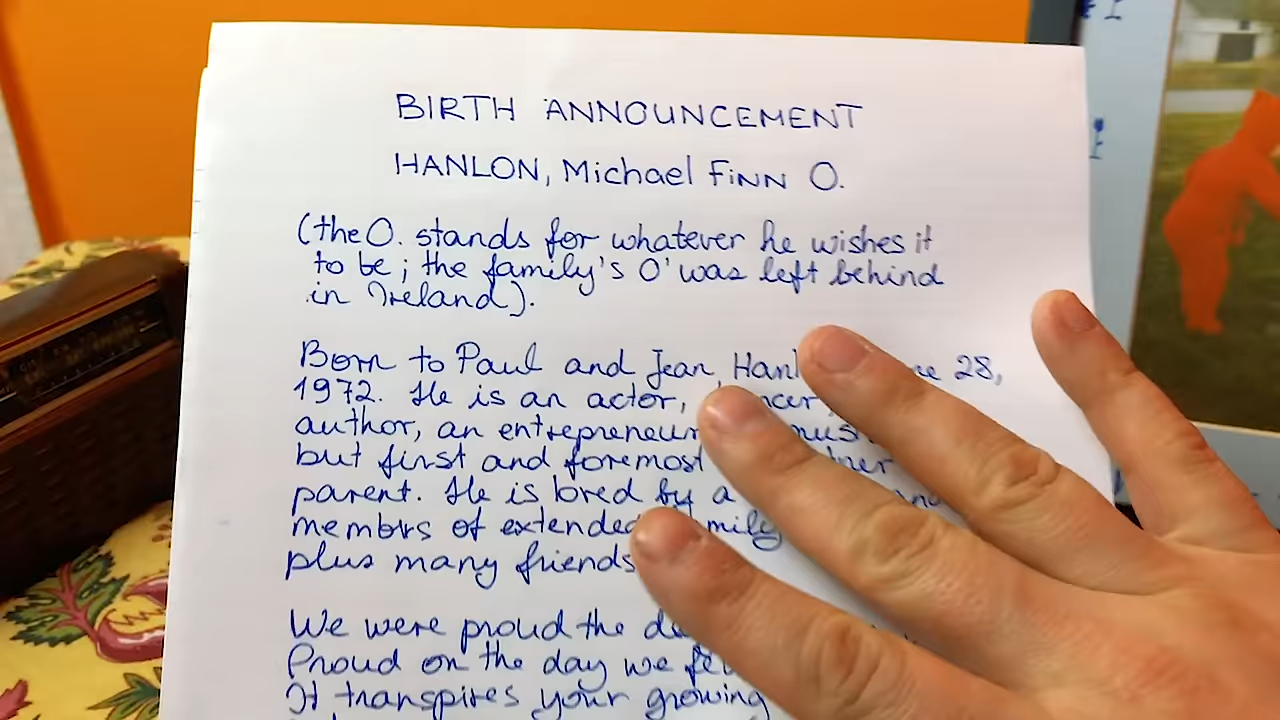 BIRTH ANNOUNCEMENT
HANLON, Michael FiNN O.
(the O. stands for whatever he wishes it
to be; the family's O' was left behind
in Ireland).
Born to Paul and Jean 28,
1972. He is an actor,
author, an entrepreneur
but first and foremost
parent. He is loved by a
membrs of extended
plus many friends
We were proud the
Proud on the day we
It transpires your growing